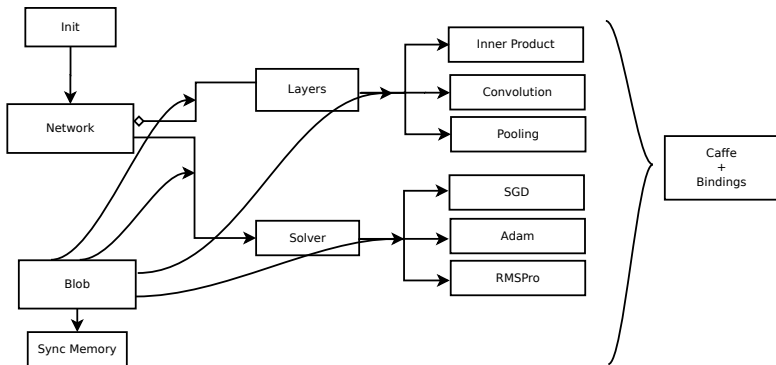 Init
Network
Layers
Inner Product
Convolution
Pooling
Caffe
+
Bindings
SGD
Solver
Adam
RMSPro
Blob
Sync Memory